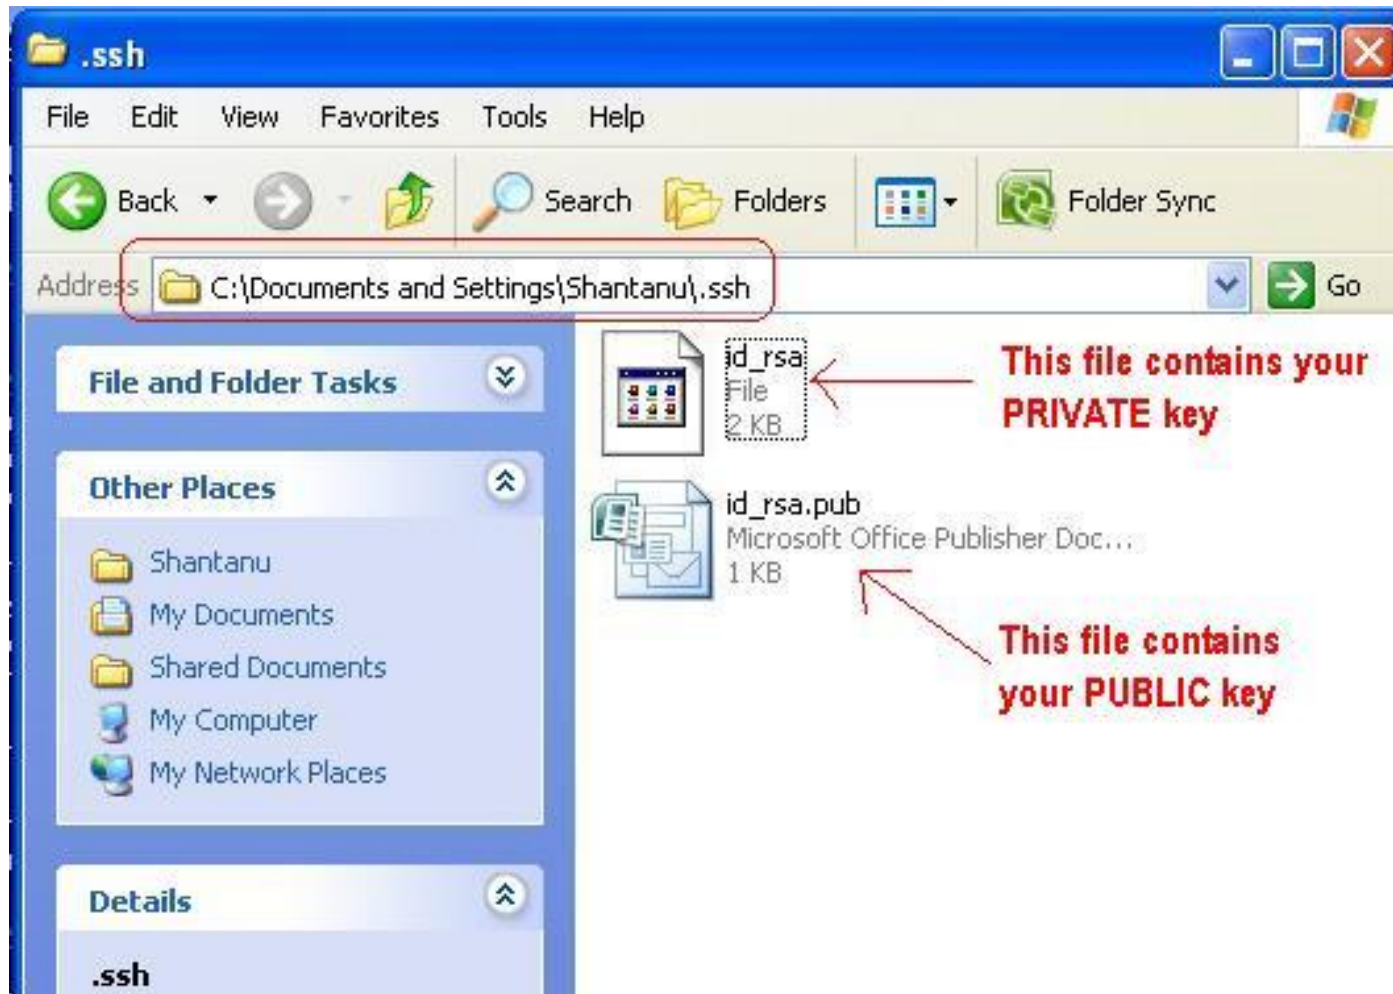 .ssh
File Edit View Favorites Tools Help
Back Search Folders Folder Sync
Address C:\Documents and Settings\Shantanu\.ssh Go
File and Folder Tasks
Other Places
Shantanu
My Documents
Shared Documents
My Computer
My Network Places
Details
.ssh
id_rsa
File
2 KB
This file contains your
PRIVATE key
id_rsa.pub
Microsoft Office Publisher Doc...
1 KB
This file contains
your PUBLIC key